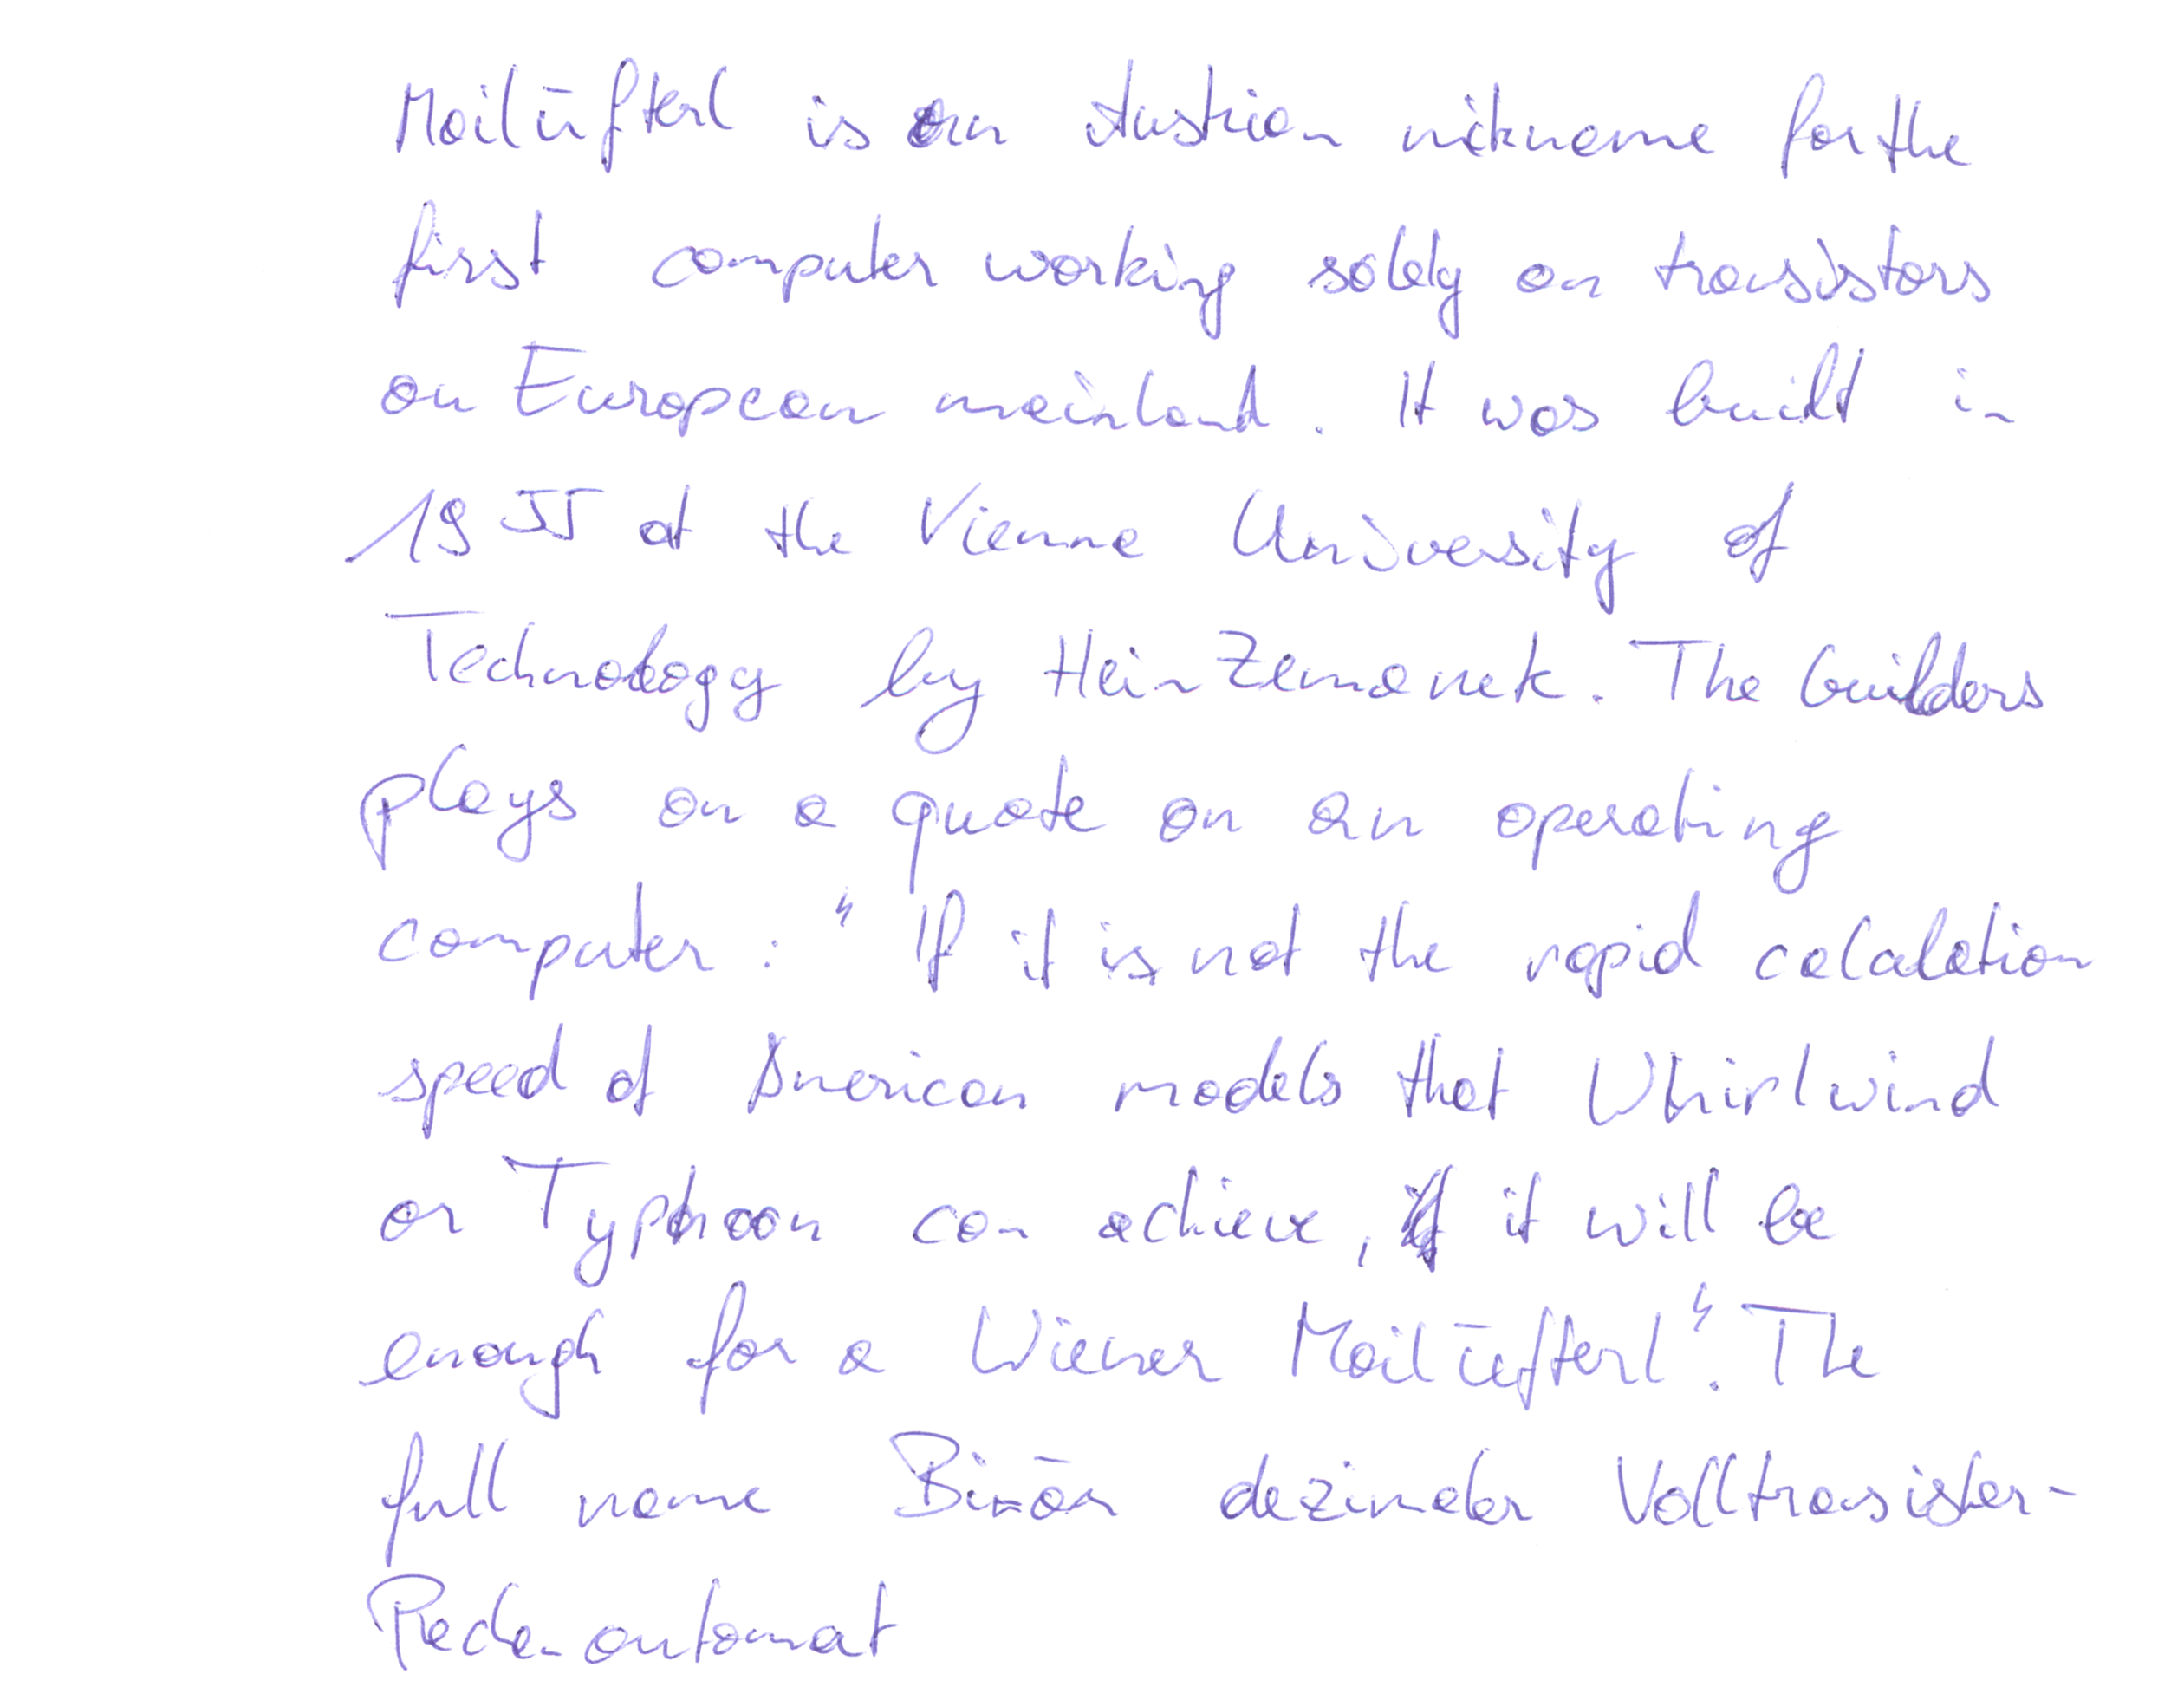 Mailüfterl is an Austrian nickname for the
first computer working solely on transistors
on European mainland. It was build in
1955 at the Vienna University of
Technology by Hein Zemanek. The builders
plays on a quote on an operating
computer: "If it is not the rapid calculation
speed of American models that Whirlwind
or Typhoon can achieve, it will be
enough for a Wiener Mailüfterl". The
full name Binär dezimaler Volltransistor-
Rechenautomat